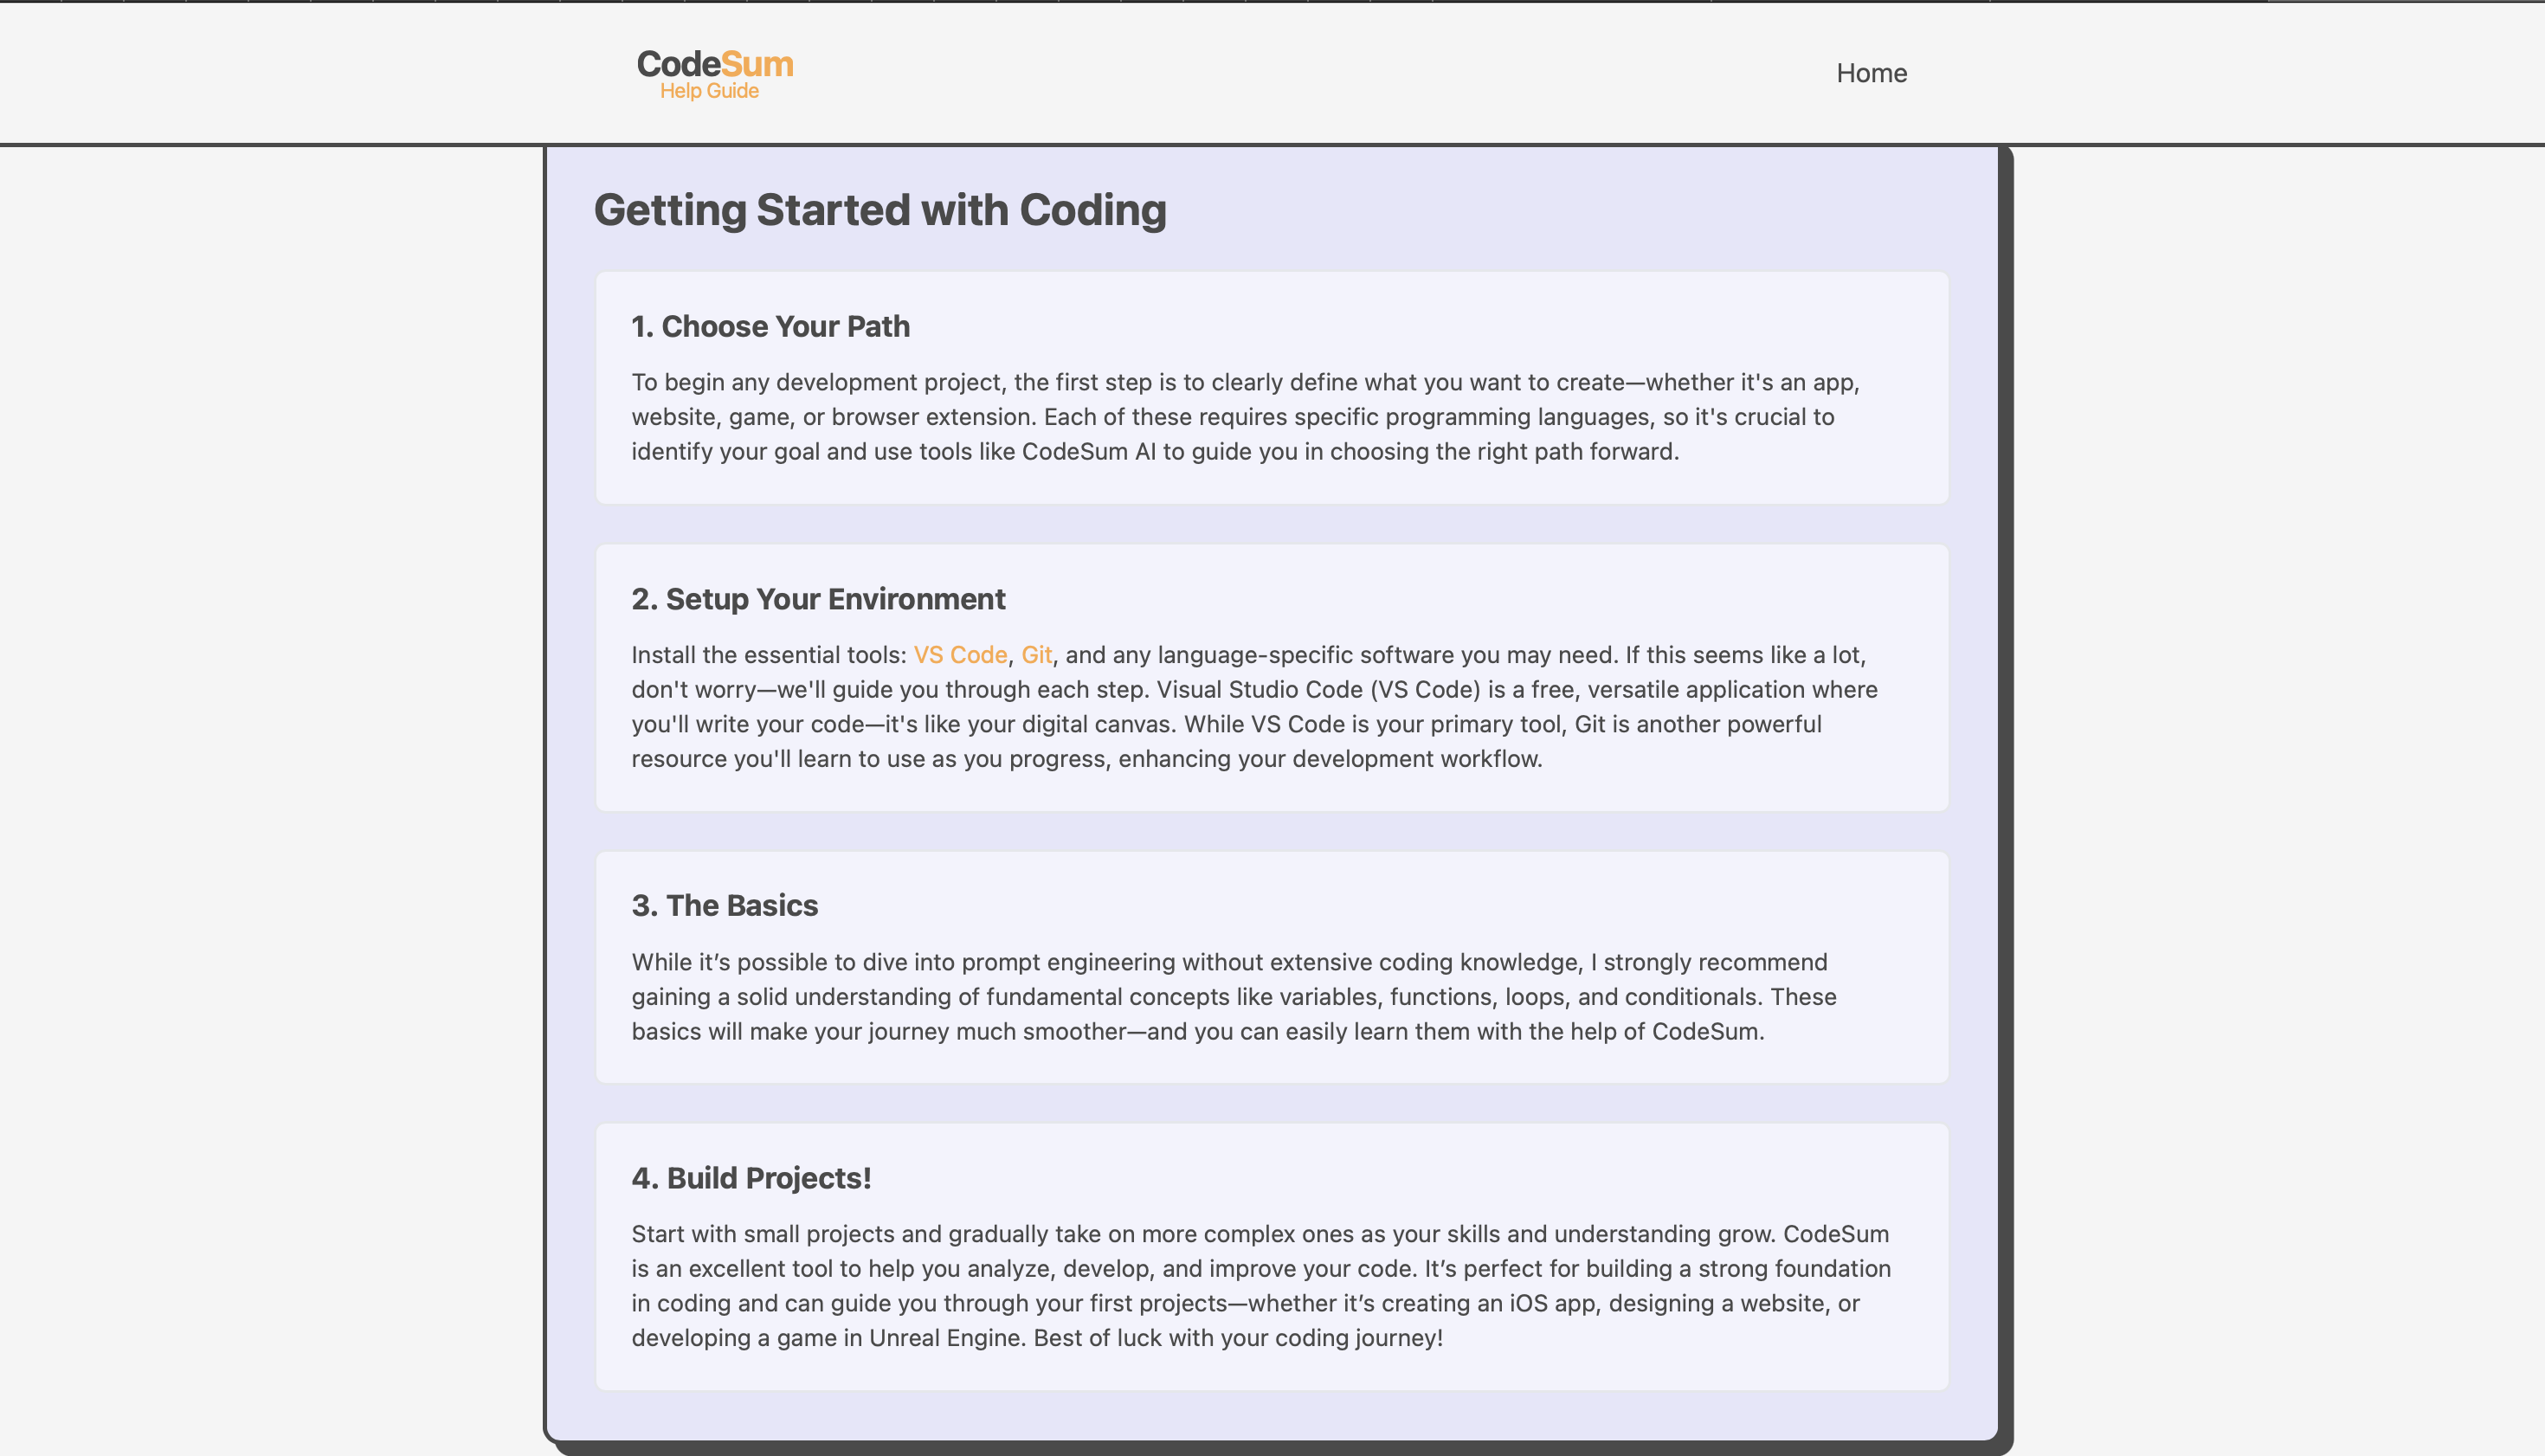 CodeSum
Help Guide
Home
Getting Started with Coding
1. Choose Your Path
To begin any development project, the first step is to clearly define what you want to create—whether it's an app,
website, game, or browser extension. Each of these requires specific programming languages, so it's crucial to
identify your goal and use tools like CodeSum AI to guide you in choosing the right path forward.
2. Setup Your Environment
Install the essential tools: VS Code, Git, and any language-specific software you may need. If this seems like a lot,
don't worry—we'll guide you through each step. Visual Studio Code (VS Code) is a free, versatile application where
you'll write your code—it's like your digital canvas. While VS Code is your primary tool, Git is another powerful
resource you'll learn to use as you progress, enhancing your development workflow.
3. The Basics
While it’s possible to dive into prompt engineering without extensive coding knowledge, I strongly recommend
gaining a solid understanding of fundamental concepts like variables, functions, loops, and conditionals. These
basics will make your journey much smoother—and you can easily learn them with the help of CodeSum.
4. Build Projects!
Start with small projects and gradually take on more complex ones as your skills and understanding grow. CodeSum
is an excellent tool to help you analyze, develop, and improve your code. It’s perfect for building a strong foundation
in coding and can guide you through your first projects—whether it’s creating an iOS app, designing a website, or
developing a game in Unreal Engine. Best of luck with your coding journey!